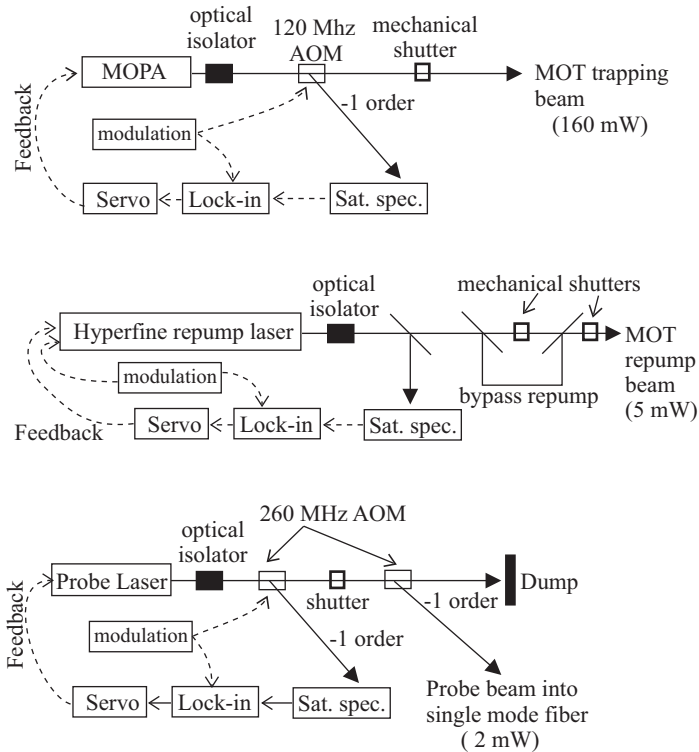 optical
isolator
120 Mhz
AOM
mechanical
shutter
MOPA
MOT trapping
beam
(160 mW)
-1 order
modulation
Feedback
Servo
Lock-in
Sat. spec.
optical
isolator
mechanical shutters
Hyperfine repump laser
MOT
repump
beam
(5 mW)
modulation
bypass repump
Feedback
Servo
Lock-in
Sat. spec.
260 MHz AOM
optical
isolator
Probe Laser
shutter
Dump
-1 order
modulation
-1 order
Feedback
Servo
Lock-in
Sat. spec.
Probe beam into
single mode fiber
( 2 mW)